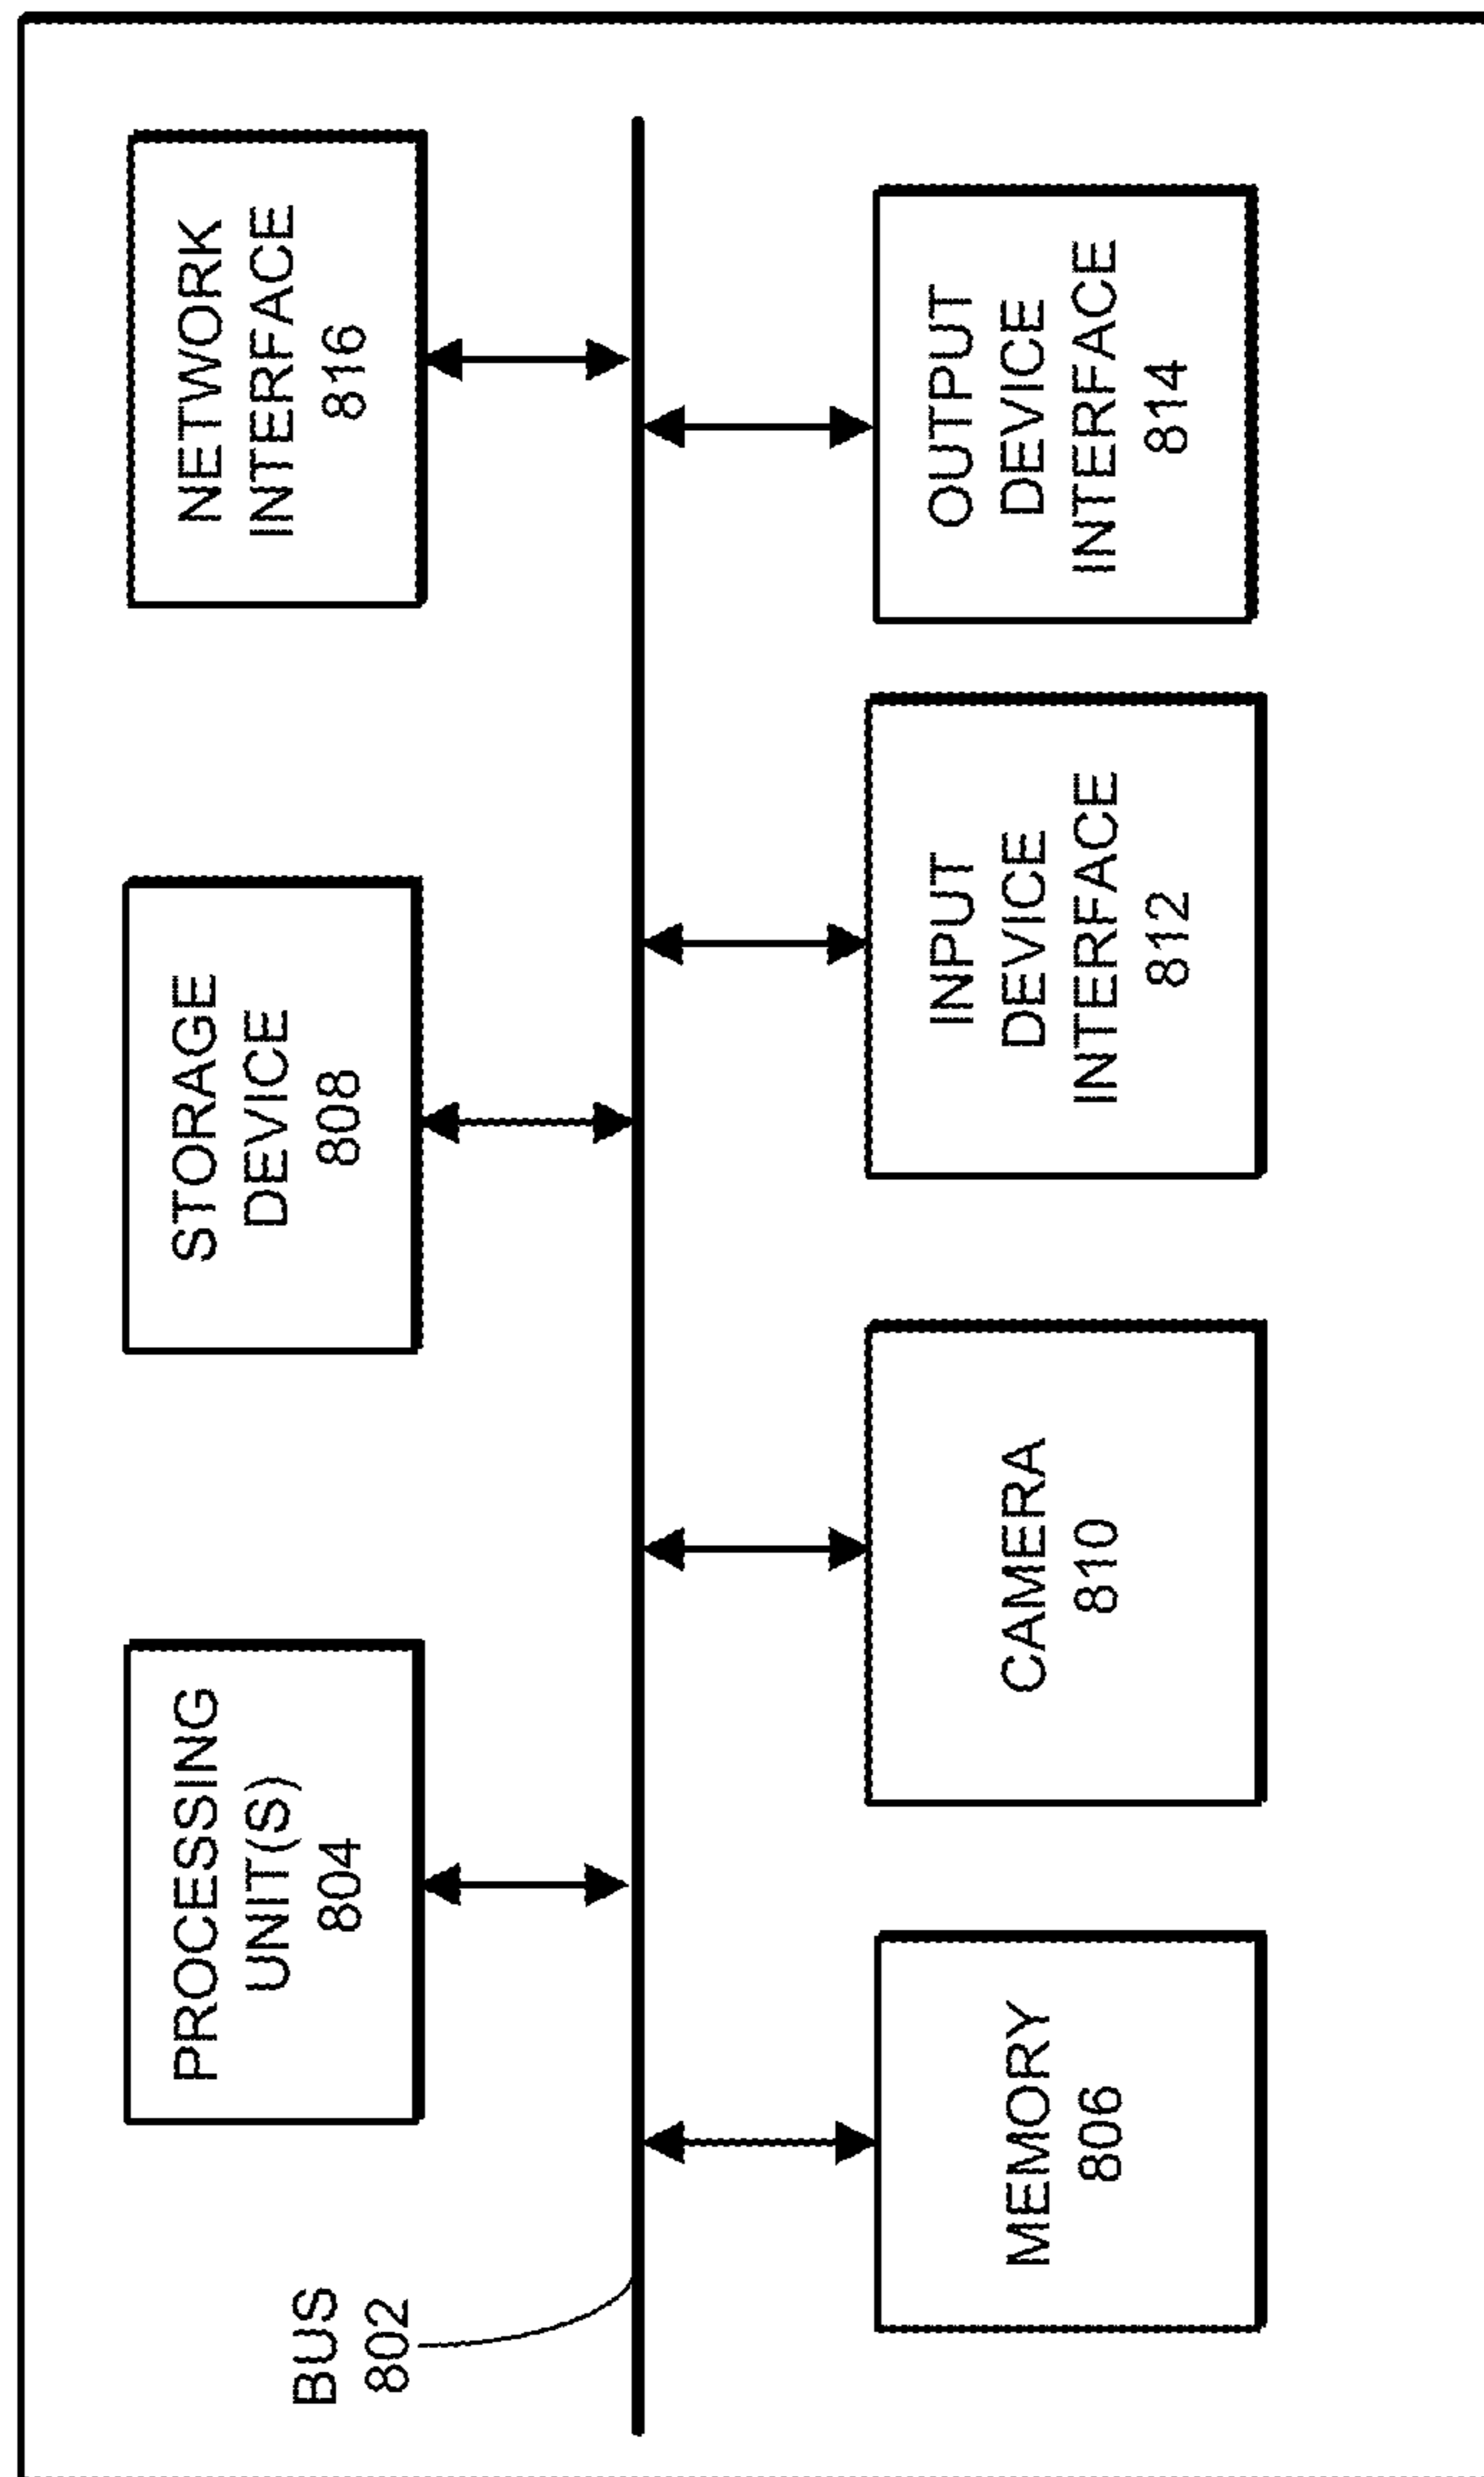 BUS
802
PROCESSING
UNIT(S)
804
STORAGE
DEVICE
808
NETWORK
INTERFACE
816
MEMORY
806
CAMERA
810
INPUT
DEVICE
INTERFACE
812
OUTPUT
DEVICE
INTERFACE
814